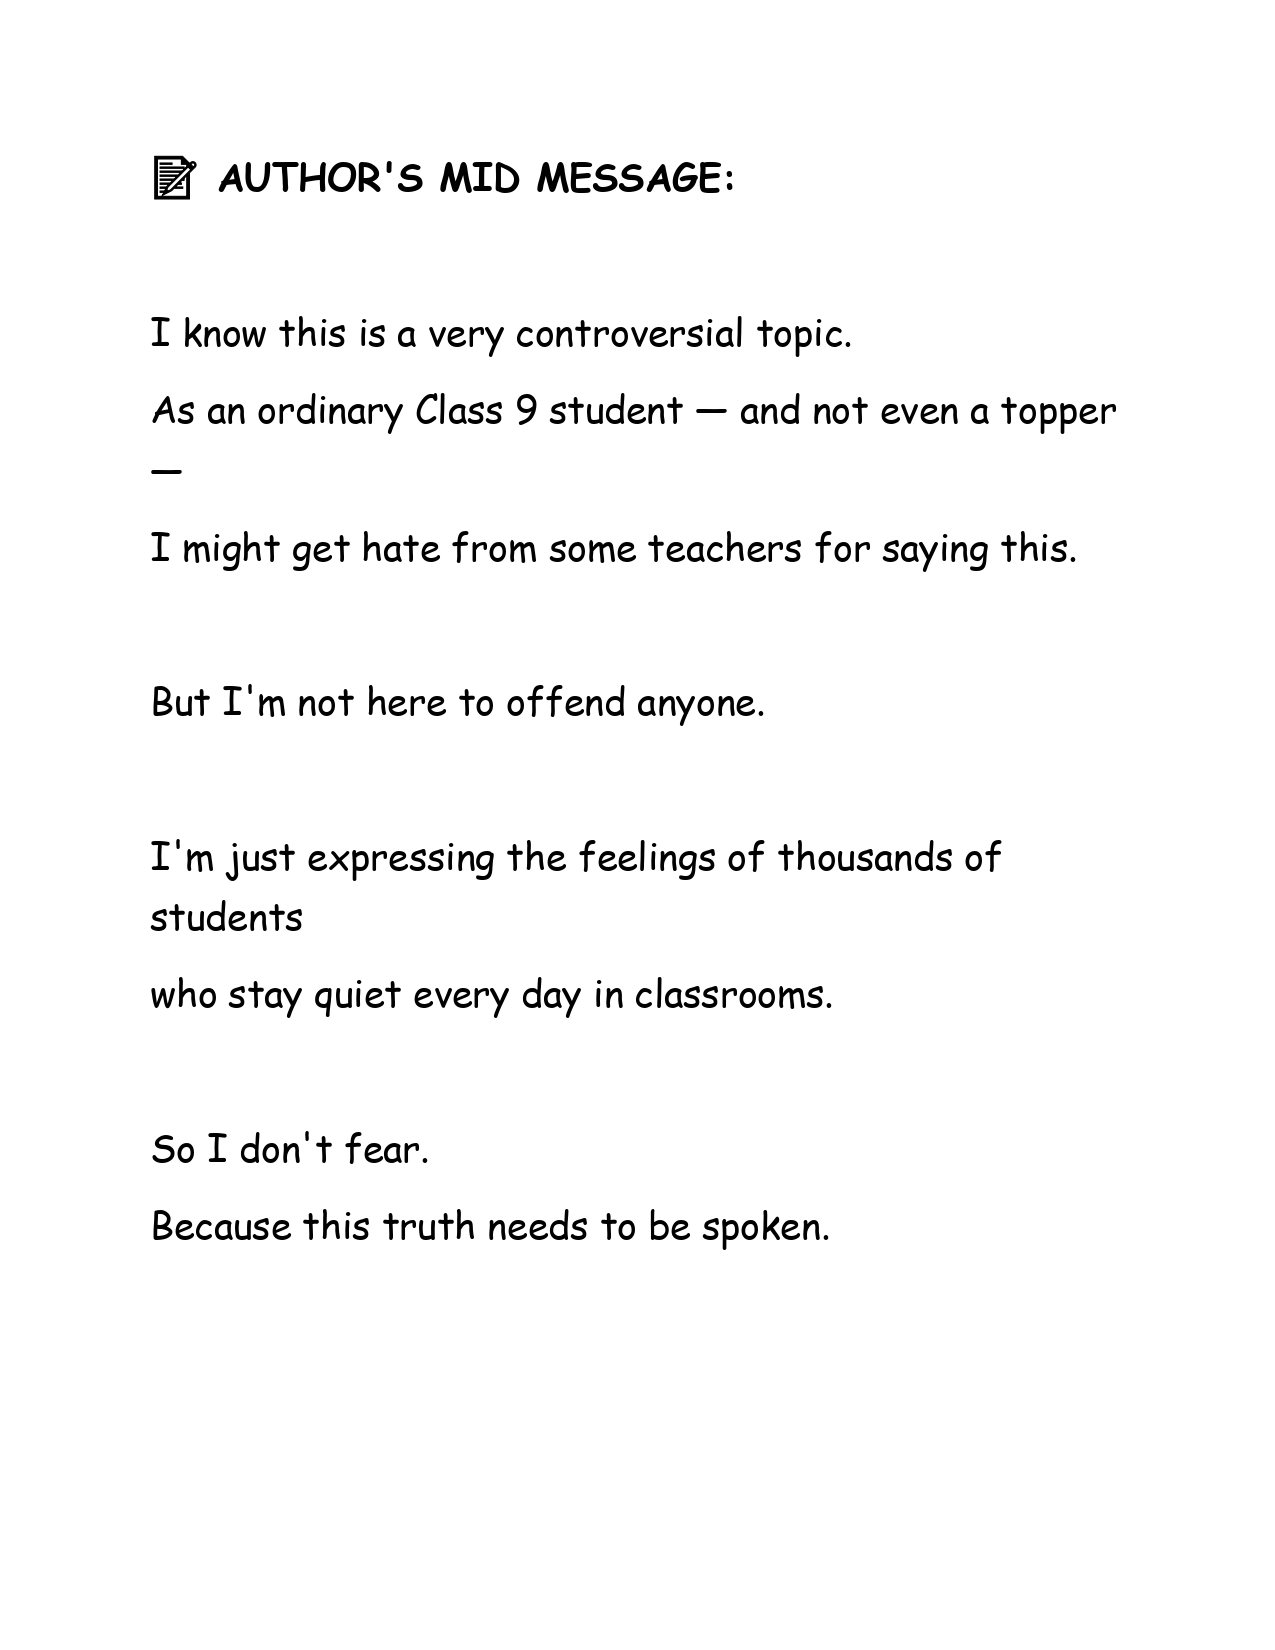 📝 AUTHOR'S MID MESSAGE:
I know this is a very controversial topic.
As an ordinary Class 9 student — and not even a topper
—
I might get hate from some teachers for saying this.
But I'm not here to offend anyone.
I'm just expressing the feelings of thousands of
students
who stay quiet every day in classrooms.
So I don't fear.
Because this truth needs to be spoken.